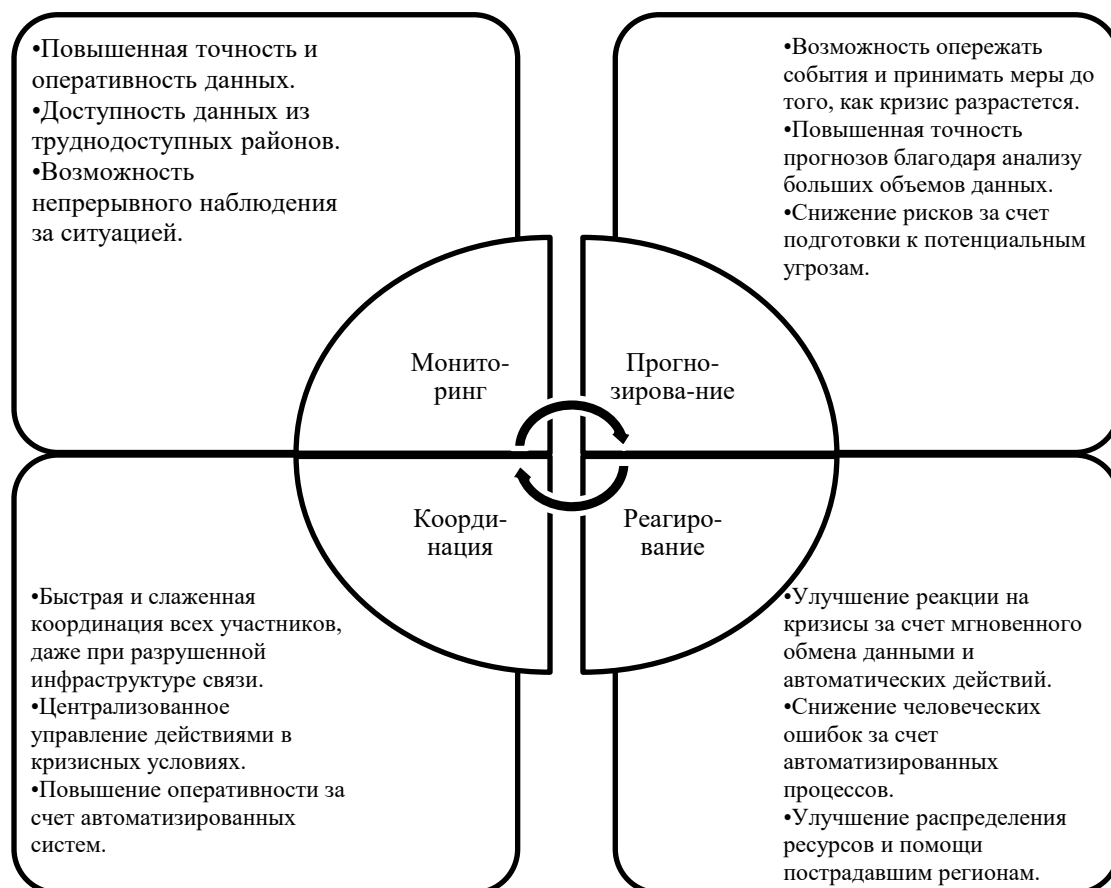 •Повышенная точность и
оперативность данных.
•Доступность данных из
труднодоступных районов.
•Возможность
непрерывного наблюдения
за ситуацией.
•Возможность опережать
события и принимать меры до
того, как кризис разрастется.
•Повышенная точность
прогнозов благодаря анализу
больших объемов данных.
•Снижение рисков за счет
подготовки к потенциальным
угрозам.
Монито-
ринг
Прогно-
зирова-ние
Коорди-
нация
Реагиро-
вание
•Быстрая и слаженная
координация всех участников,
даже при разрушенной
инфраструктуре связи.
•Централизованное
управление действиями в
кризисных условиях.
•Повышение оперативности за
счет автоматизированных
систем.
•Улучшение реакции на
кризисы за счет мгновенного
обмена данными и
автоматических действий.
•Снижение человеческих
ошибок за счет
автоматизированных
процессов.
•Улучшение распределения
ресурсов и помощи
пострадавшим регионам.